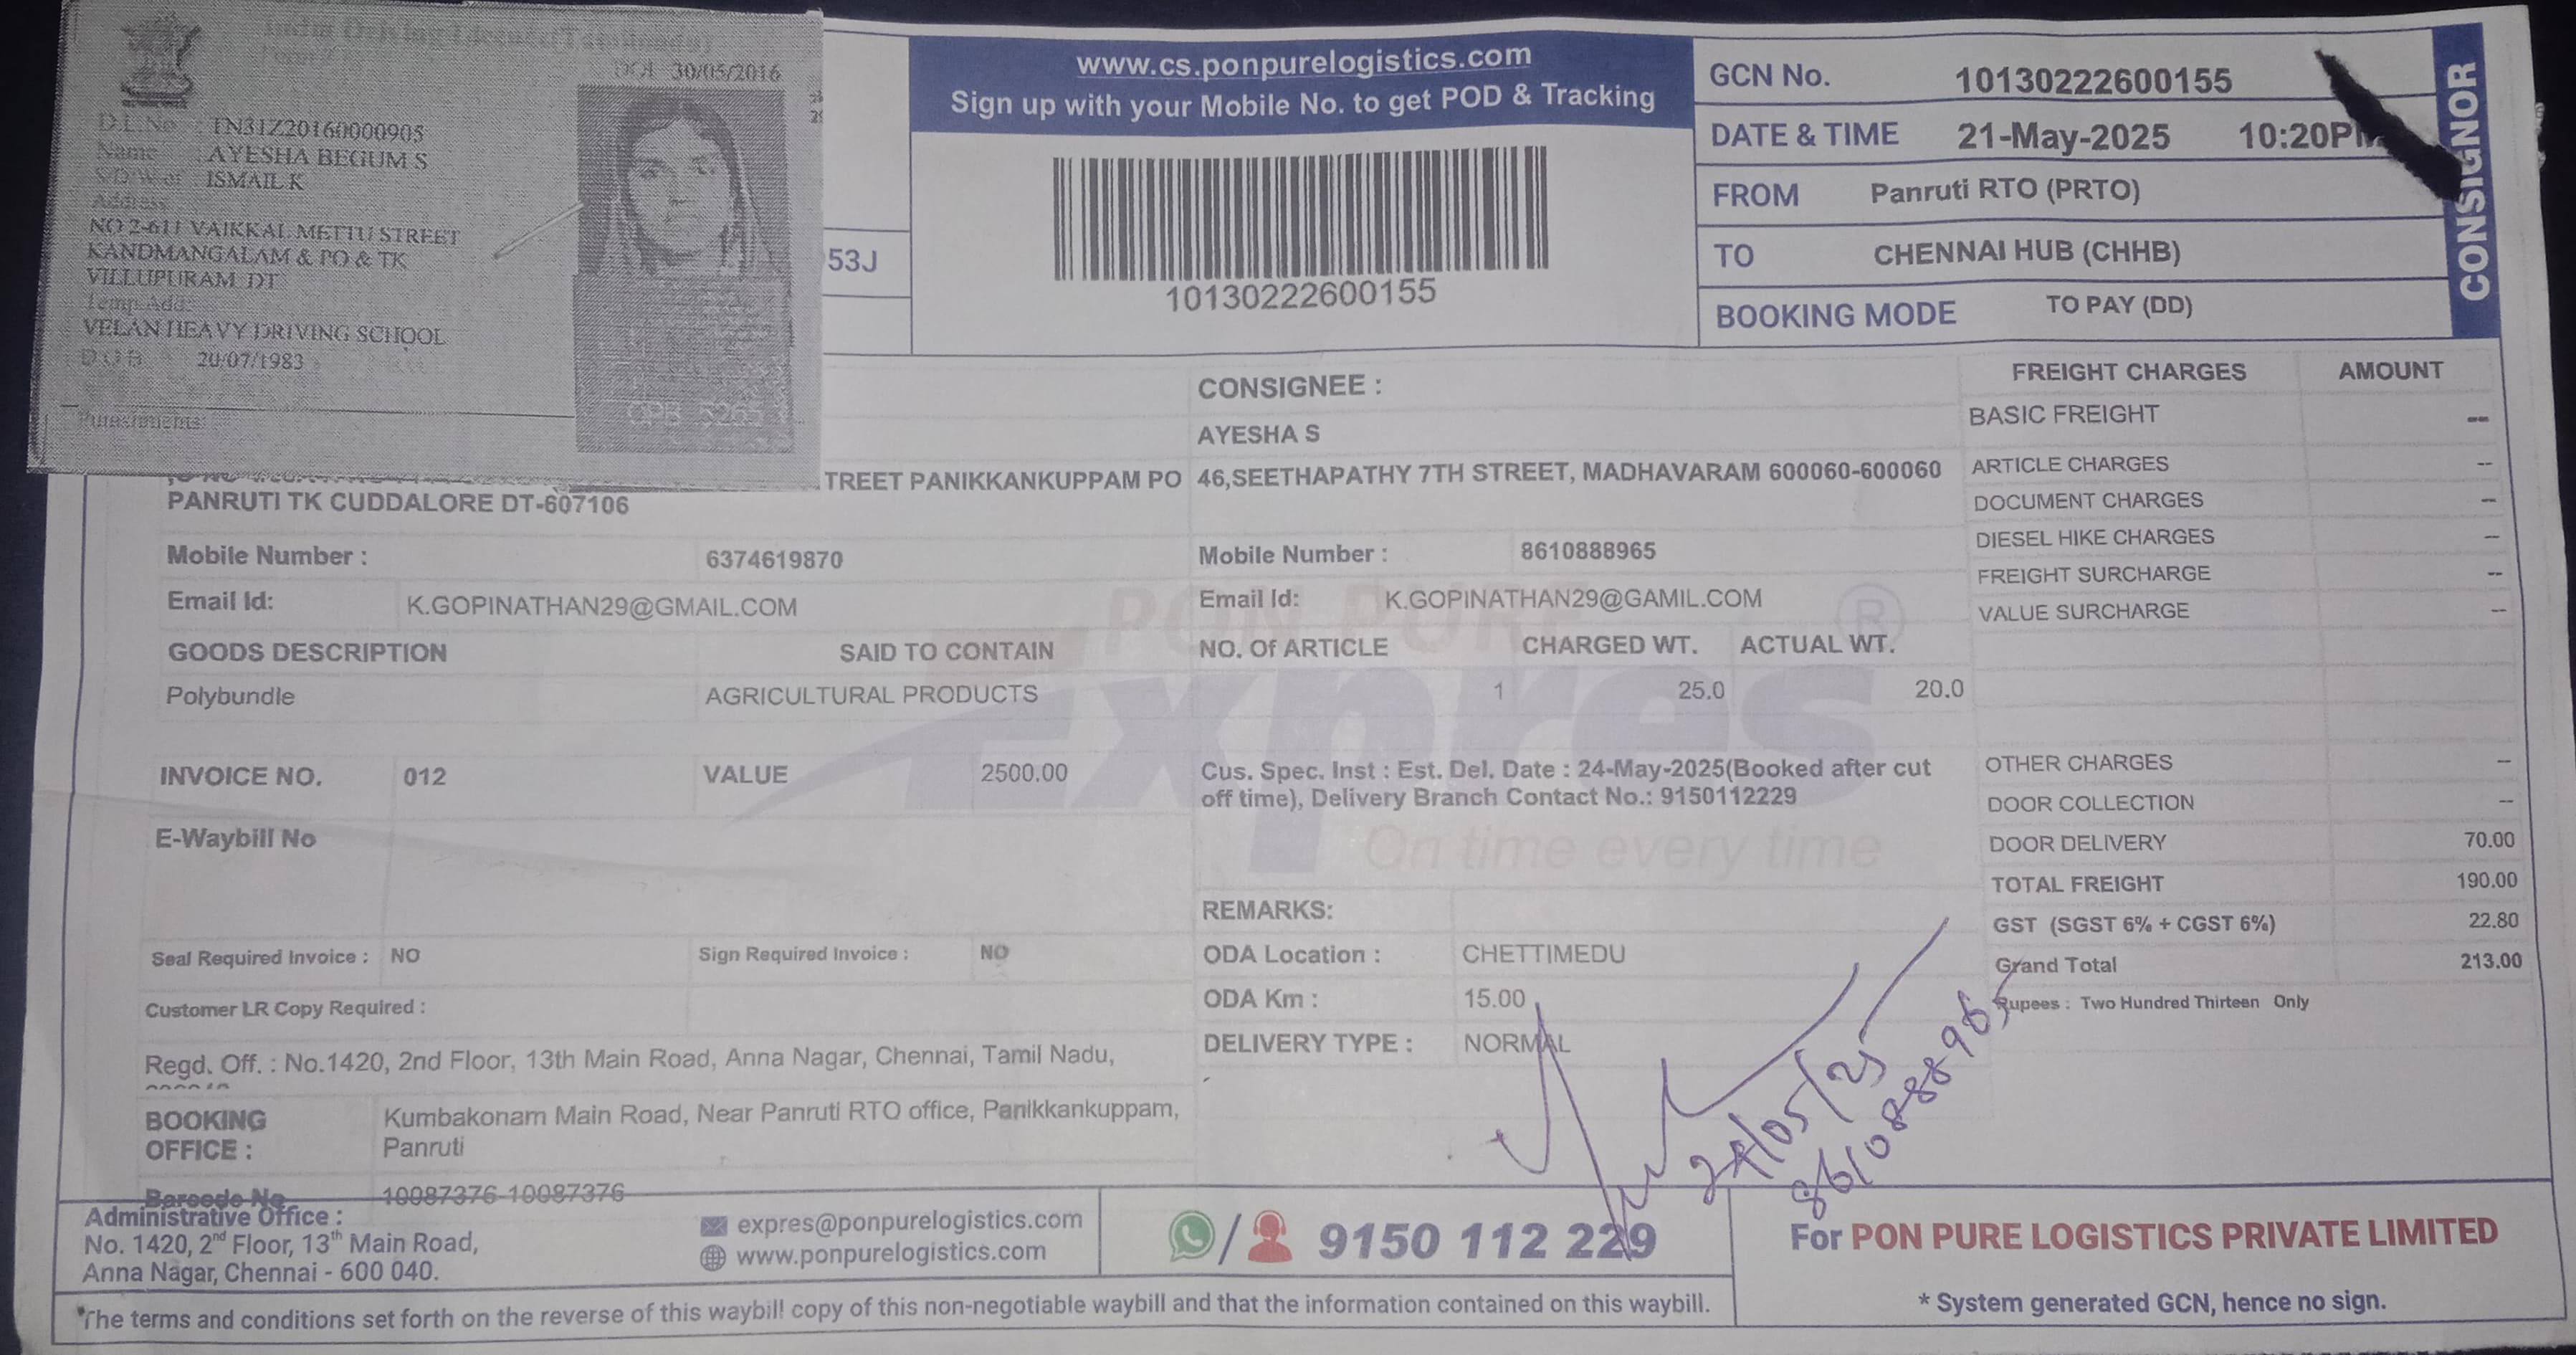 India Driving Licence(Tamilnadu)
DOI 30/05/2016
D.L.No : TN31Z20160000905
Name : AYESHA BEGUM S
S/D/W of : ISMAIL K
Address
NO 2-611 VAIKKAL METTU STREET
KANDMANGALAM & PO & TK
VILLUPURAM DT
Temp.Add:
VELAN HEAVY DRIVING SCHOOL
D.O.B. 20/07/1983
53J
www.cs.ponpurelogistics.com
Sign up with your Mobile No. to get POD & Tracking
10130222600155
GCN No. 10130222600155
DATE & TIME 21-May-2025 10:20PM
FROM Panruti RTO (PRTO)
TO CHENNAI HUB (CHHB)
BOOKING MODE TO PAY (DD)
CONSIGNOR
TREET PANIKKANKUPPAM PO
PANRUTI TK CUDDALORE DT-607106
Mobile Number : 6374619870
Email Id: K.GOPINATHAN29@GMAIL.COM
CONSIGNEE :
AYESHA S
46,SEETHAPATHY 7TH STREET, MADHAVARAM 600060-600060
Mobile Number : 8610888965
Email Id: K.GOPINATHAN29@GAMIL.COM
GOODS DESCRIPTION SAID TO CONTAIN NO. Of ARTICLE CHARGED WT. ACTUAL WT.
Polybundle AGRICULTURAL PRODUCTS 1 25.0 20.0
INVOICE NO. 012 VALUE 2500.00
Cus. Spec. Inst : Est. Del. Date : 24-May-2025(Booked after cut
off time), Delivery Branch Contact No.: 9150112229
E-Waybill No
PON PURE
Expres
®
On time every time
REMARKS:
Seal Required Invoice : NO Sign Required Invoice : NO
ODA Location : CHETTIMEDU
Customer LR Copy Required :
ODA Km : 15.00
DELIVERY TYPE : NORMAL
Regd. Off. : No.1420, 2nd Floor, 13th Main Road, Anna Nagar, Chennai, Tamil Nadu,
BOOKING
OFFICE :
Kumbakonam Main Road, Near Panruti RTO office, Panikkankuppam,
Panruti
Barcode No 10087376-10087376
FREIGHT CHARGES AMOUNT
BASIC FREIGHT --
ARTICLE CHARGES --
DOCUMENT CHARGES --
DIESEL HIKE CHARGES --
FREIGHT SURCHARGE --
VALUE SURCHARGE --
OTHER CHARGES --
DOOR COLLECTION --
DOOR DELIVERY 70.00
TOTAL FREIGHT 190.00
GST (SGST 6% + CGST 6%) 22.80
Grand Total 213.00
Rupees : Two Hundred Thirteen Only
24/05/25
8610888965
Administrative Office :
No. 1420, 2nd Floor, 13th Main Road,
Anna Nagar, Chennai - 600 040.
expres@ponpurelogistics.com
www.ponpurelogistics.com
9150 112 229
For PON PURE LOGISTICS PRIVATE LIMITED
* System generated GCN, hence no sign.
*The terms and conditions set forth on the reverse of this waybill copy of this non-negotiable waybill and that the information contained on this waybill.